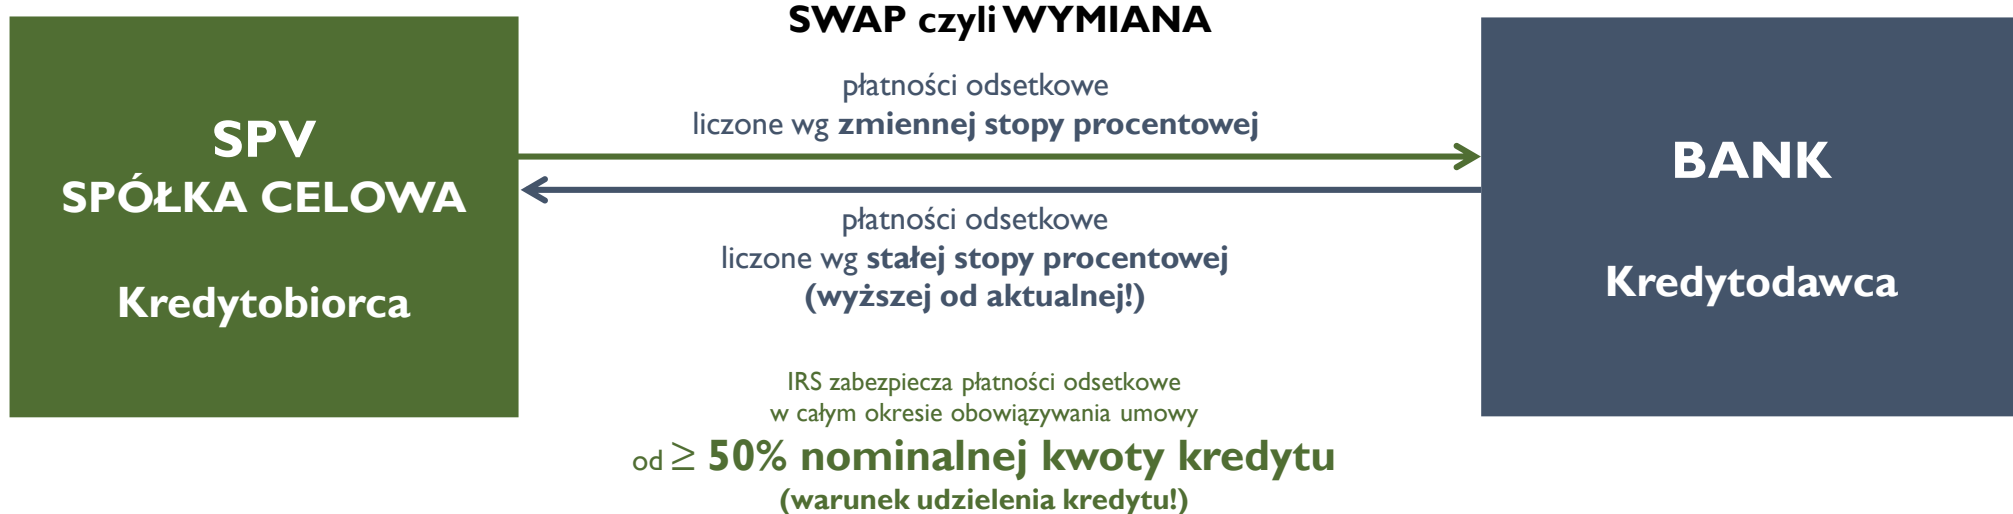 SWAP czyli WYMIANA
płatności odsetkowe
liczone wg zmiennej stopy procentowej
SPV
SPÓŁKA CELOWA
Kredytobiorca
BANK
Kredytodawca
płatności odsetkowe
liczone wg stałej stopy procentowej
(wyższej od aktualnej!)
IRS zabezpiecza płatności odsetkowe
w całym okresie obowiązywania umowy
od ≥ 50% nominalnej kwoty kredytu
(warunek udzielenia kredytu!)